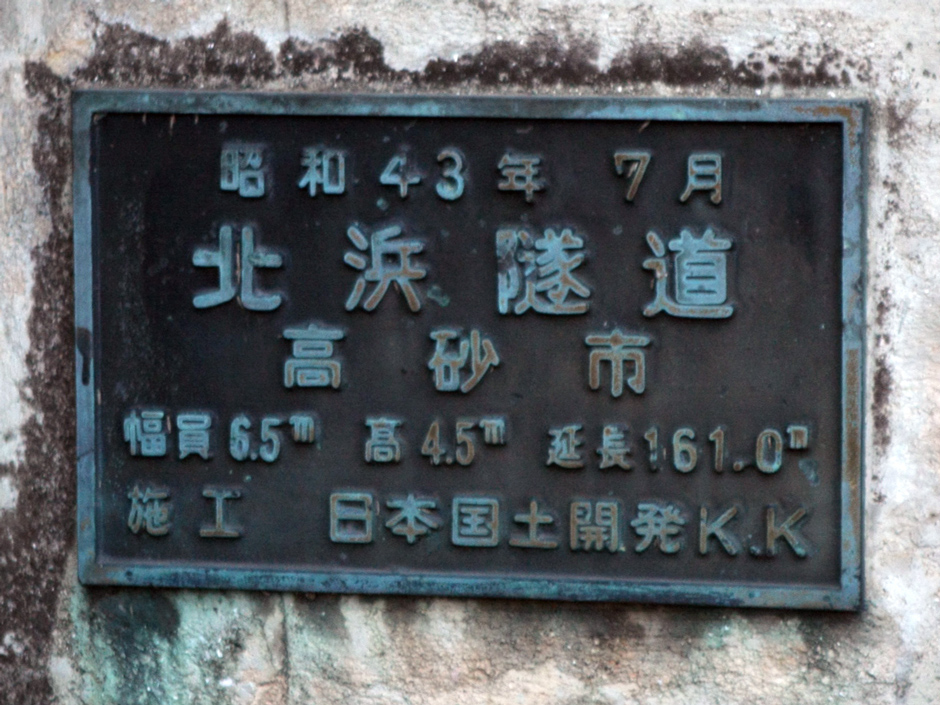 昭和43年 7月
北浜隧道
高砂市
幅員6.5m 高4.5m 延長161.0m
施工 日本国土開発K.K